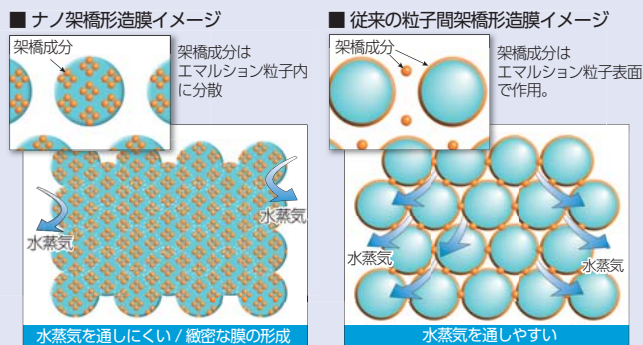 ■ ナノ架橋形造膜イメージ
架橋成分
架橋成分は
エマルション粒子内
に分散
水蒸気
水蒸気
水蒸気を通しにくい / 緻密な膜の形成
■ 従来の粒子間架橋形造膜イメージ
架橋成分
架橋成分は
エマルション粒子表面
で作用。
水蒸気
水蒸気
水蒸気を通しやすい